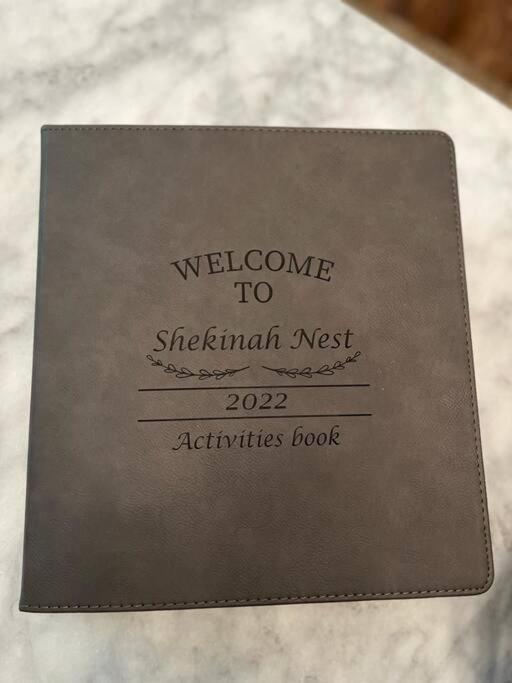 WELCOME
TO
Shekinah Nest
2022
Activities book